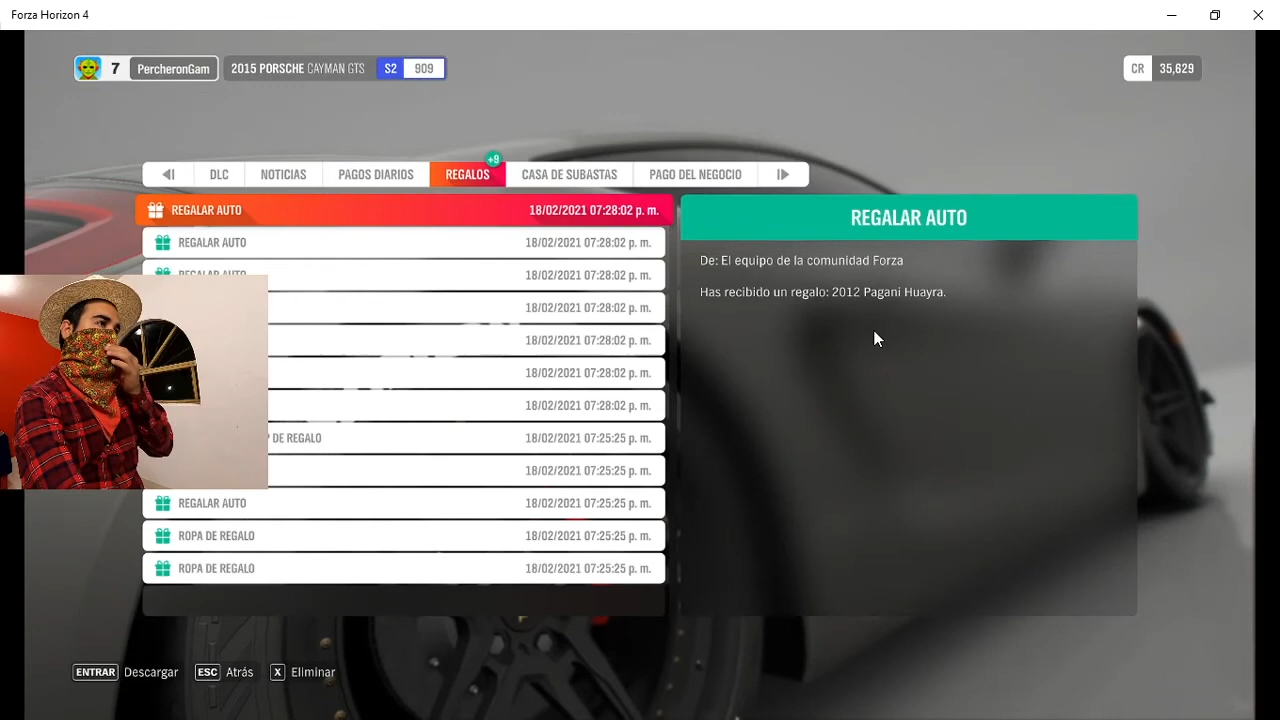 Forza Horizon 4
7 PercheronGam 2015 PORSCHE CAYMAN GTS S2 909 CR 35,629
+9
DLC NOTICIAS PAGOS DIARIOS REGALOS CASA DE SUBASTAS PAGO DEL NEGOCIO
REGALAR AUTO 18/02/2021 07:28:02 p. m.
REGALAR AUTO 18/02/2021 07:28:02 p. m.
REGALAR AUTO 18/02/2021 07:28:02 p. m.
18/02/2021 07:28:02 p. m.
18/02/2021 07:28:02 p. m.
18/02/2021 07:28:02 p. m.
18/02/2021 07:28:02 p. m.
DE REGALO 18/02/2021 07:25:25 p. m.
18/02/2021 07:25:25 p. m.
REGALAR AUTO 18/02/2021 07:25:25 p. m.
ROPA DE REGALO 18/02/2021 07:25:25 p. m.
ROPA DE REGALO 18/02/2021 07:25:25 p. m.
REGALAR AUTO
De: El equipo de la comunidad Forza
Has recibido un regalo: 2012 Pagani Huayra.
ENTRAR Descargar ESC Atrás X Eliminar